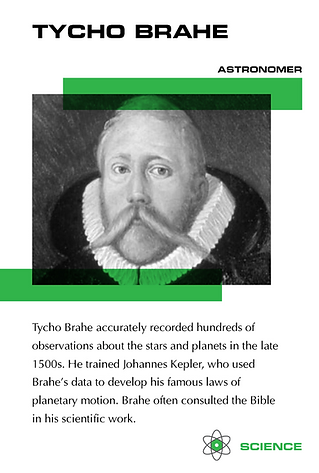 TYCHO BRAHE
ASTRONOMER
Tycho Brahe accurately recorded hundreds of
observations about the stars and planets in the late
1500s. He trained Johannes Kepler, who used
Brahe's data to develop his famous laws of
planetary motion. Brahe often consulted the Bible
in his scientific work.
SCIENCE